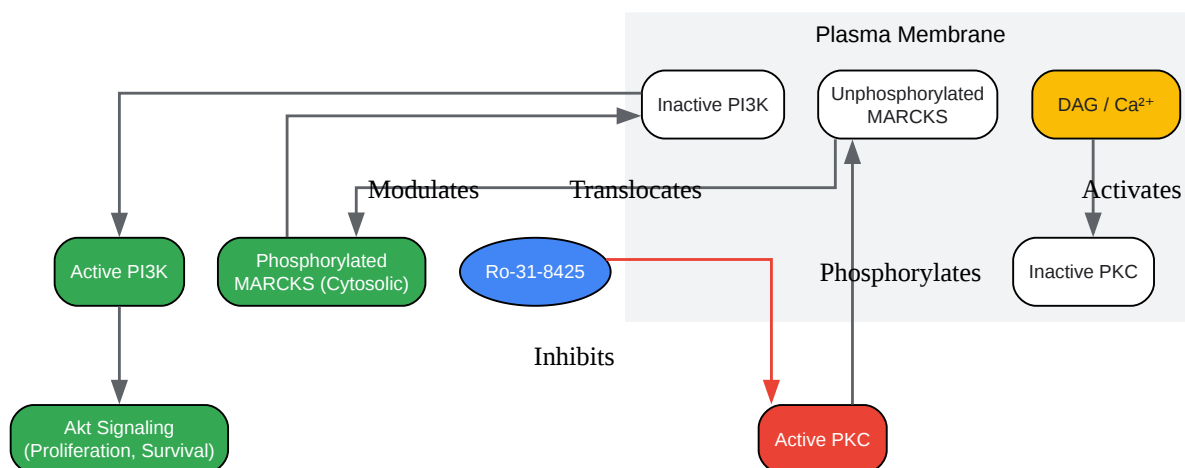 Plasma Membrane
Inactive PI3K
Unphosphorylated
MARCKS
DAG / Ca²⁺
Modulates
Translocates
Activates
Active PI3K
Phosphorylated
MARCKS (Cytosolic)
Ro-31-8425
Phosphorylates
Inactive PKC
Inhibits
Akt Signaling
(Proliferation, Survival)
Active PKC